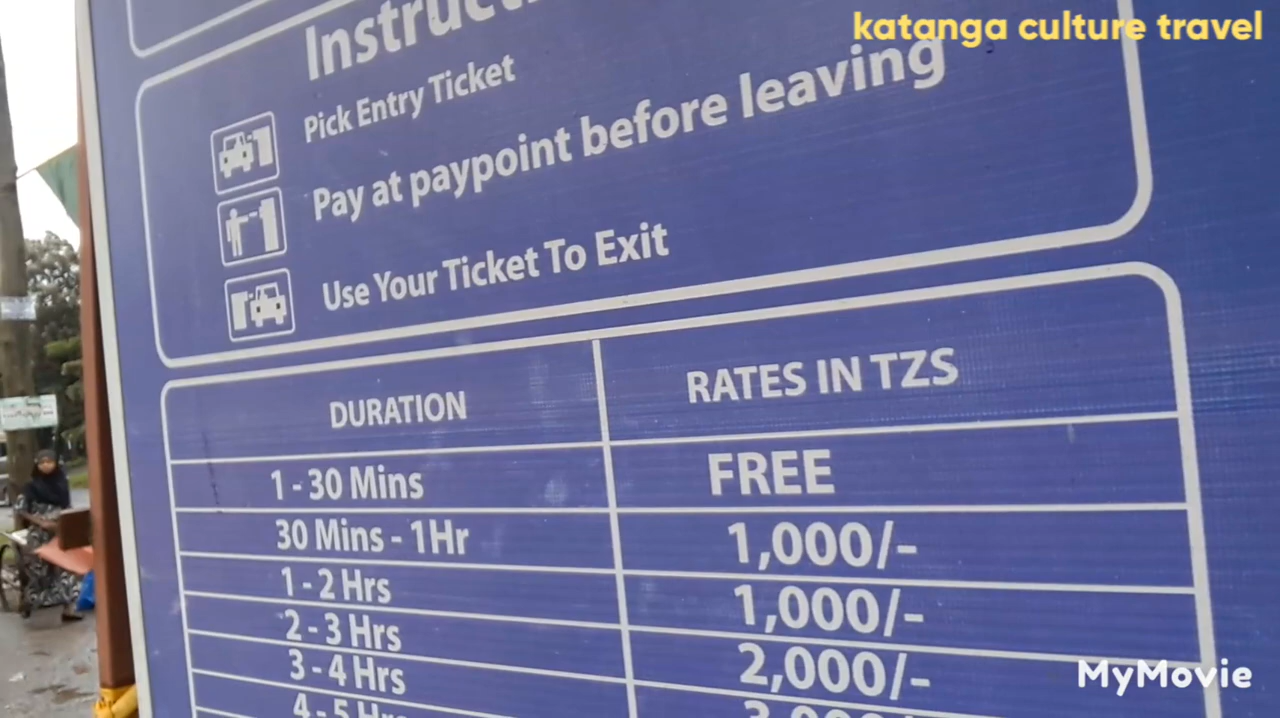 katanga culture travel
Pick Entry Ticket
Pay at paypoint before leaving
Use Your Ticket To Exit
DURATION RATES IN TZS
1 - 30 Mins FREE
30 Mins - 1Hr 1,000/-
1 - 2 Hrs 1,000/-
2 - 3 Hrs 2,000/-
3 - 4 Hrs
MyMovie